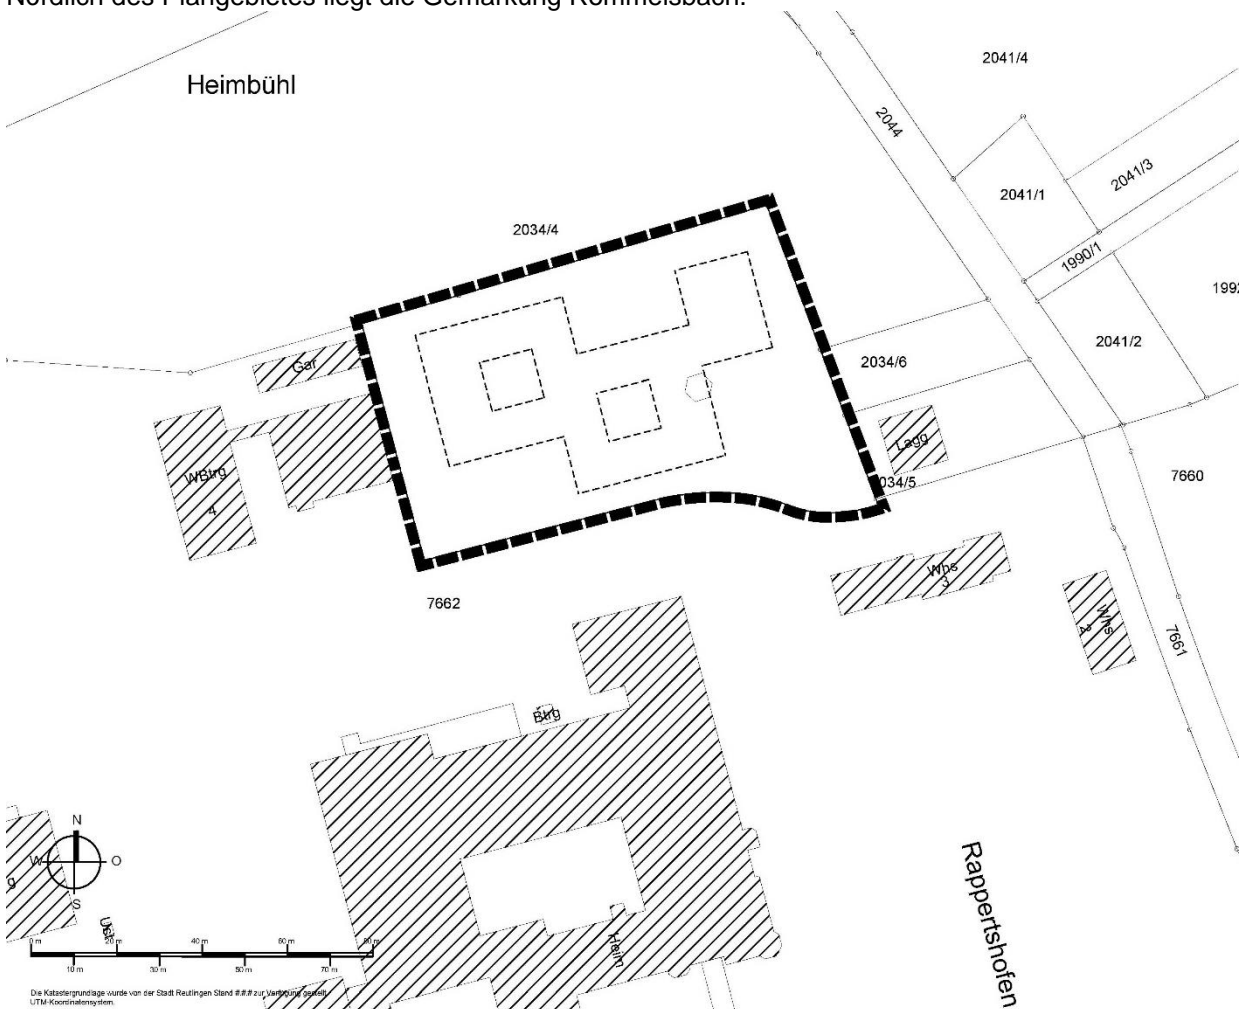 Nördlich des Plangebietes liegt die Gemarkung Rommelsbach.
Heimbühl
2041/4
2044
2041/3
2041/1
2034/4
1990/1
1992
2041/2
Gar
2034/6
WBtrg
4
Lagg
034/5
7660
Whs
3
7662
Whs
2
7661
Btrg
N
W
O
S
g
Rappertshofen
Heim
Ust
0 m
20 m
40 m
60 m
80 m
10 m
30 m
50 m
70 m
Die Katastergrundlage wurde von der Stadt Reutlingen Stand #.##.# zur Verfügung gestellt.
UTM-Koordinatensystem.